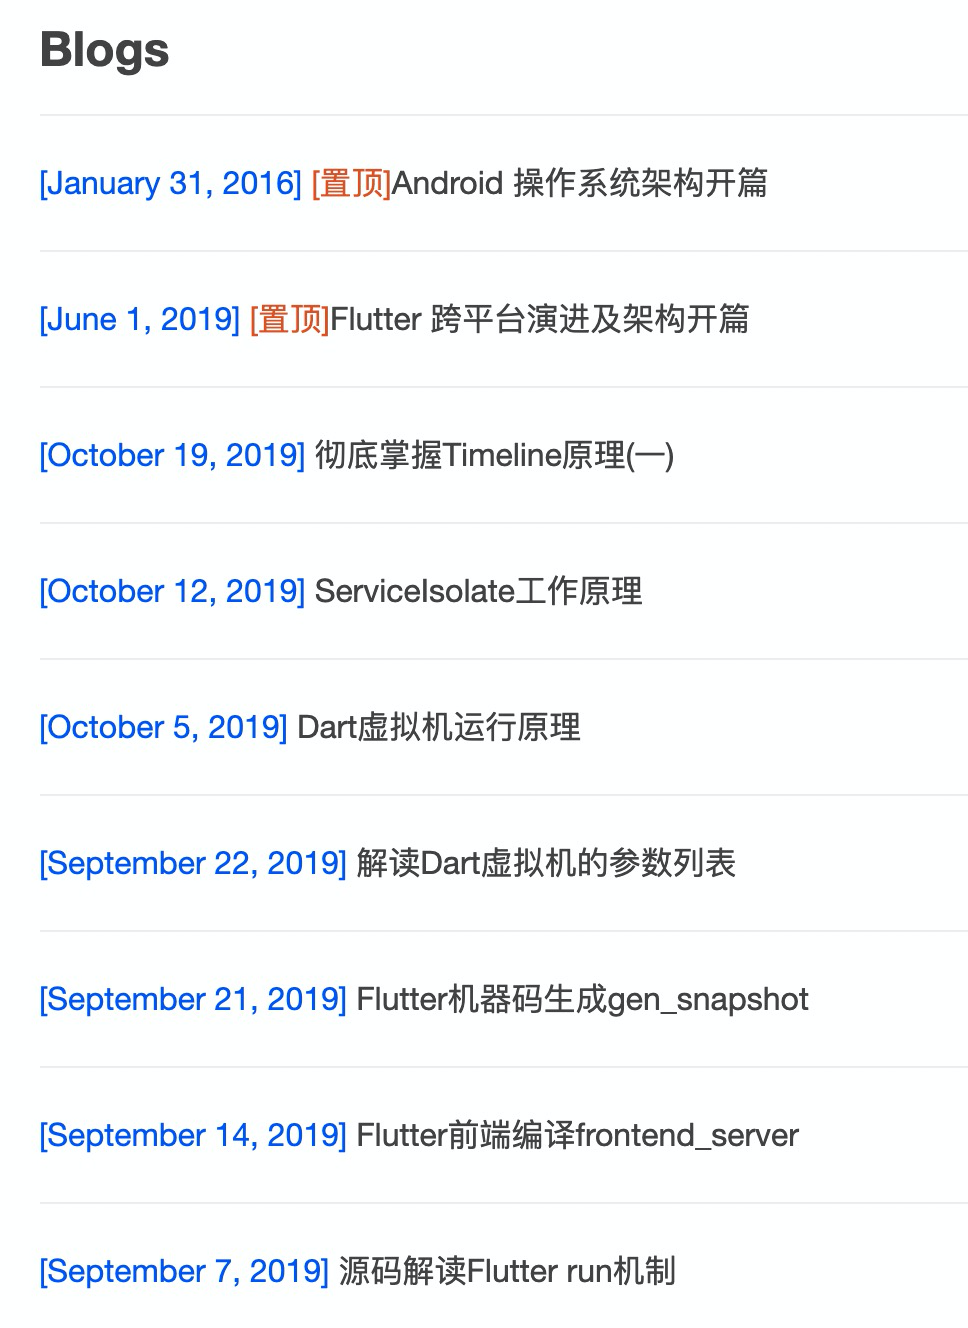 Blogs
[January 31, 2016] [置顶]Android 操作系统架构开篇
[June 1, 2019] [置顶]Flutter 跨平台演进及架构开篇
[October 19, 2019] 彻底掌握Timeline原理(一)
[October 12, 2019] ServiceIsolate工作原理
[October 5, 2019] Dart虚拟机运行原理
[September 22, 2019] 解读Dart虚拟机的参数列表
[September 21, 2019] Flutter机器码生成gen_snapshot
[September 14, 2019] Flutter前端编译frontend_server
[September 7, 2019] 源码解读Flutter run机制